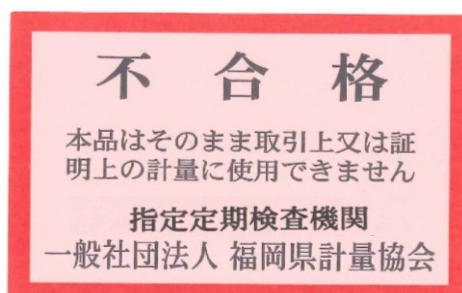 不合格
本品はそのまま取引上又は証
明上の計量に使用できません
指定定期検査機関
一般社団法人 福岡県計量協会